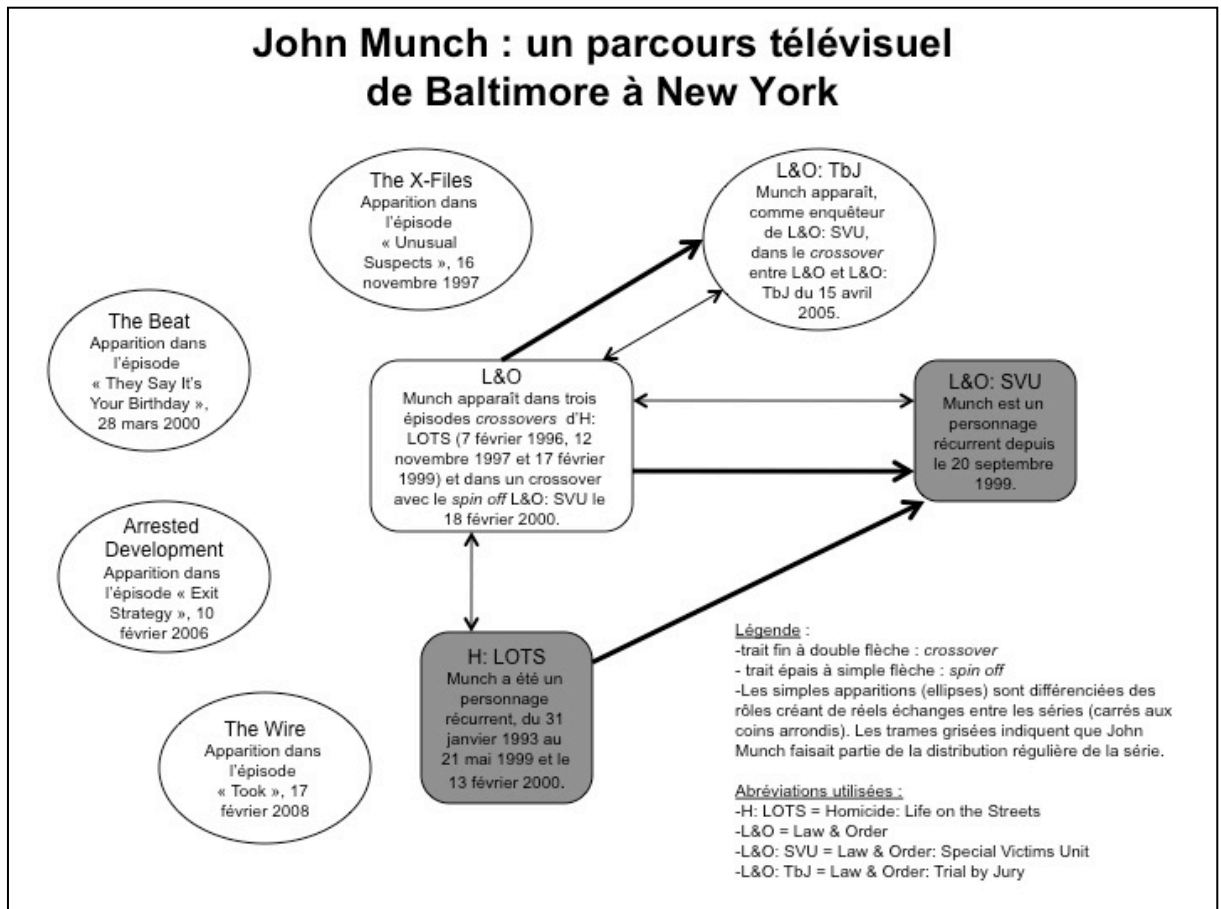 John Munch : un parcours télévisuel
de Baltimore à New York
The X-Files
Apparition dans
l'épisode
« Unusual
Suspects », 16
novembre 1997
L&O: TbJ
Munch apparaît,
comme enquêteur
de L&O: SVU,
dans le crossover
entre L&O et L&O:
TbJ du 15 avril
2005.
The Beat
Apparition dans
l'épisode
« They Say It's
Your Birthday »,
28 mars 2000
L&O
Munch apparaît dans trois
épisodes crossovers d'H:
LOTS (7 février 1996, 12
novembre 1997 et 17 février
1999) et dans un crossover
avec le spin off L&O: SVU le
18 février 2000.
L&O: SVU
Munch est un
personnage
récurrent depuis
le 20 septembre
1999.
Arrested
Development
Apparition dans
l'épisode « Exit
Strategy », 10
février 2006
H: LOTS
Munch a été un
personnage
récurrent, du 31
janvier 1993 au
21 mai 1999 et le
13 février 2000.
The Wire
Apparition dans
l'épisode
« Took », 17
février 2008
Légende :
-trait fin à double flèche : crossover
- trait épais à simple flèche : spin off
-Les simples apparitions (ellipses) sont différenciées des
rôles créant de réels échanges entre les séries (carrés aux
coins arrondis). Les trames grisées indiquent que John
Munch faisait partie de la distribution régulière de la série.
Abréviations utilisées :
-H: LOTS = Homicide: Life on the Streets
-L&O = Law & Order
-L&O: SVU = Law & Order: Special Victims Unit
-L&O: TbJ = Law & Order: Trial by Jury